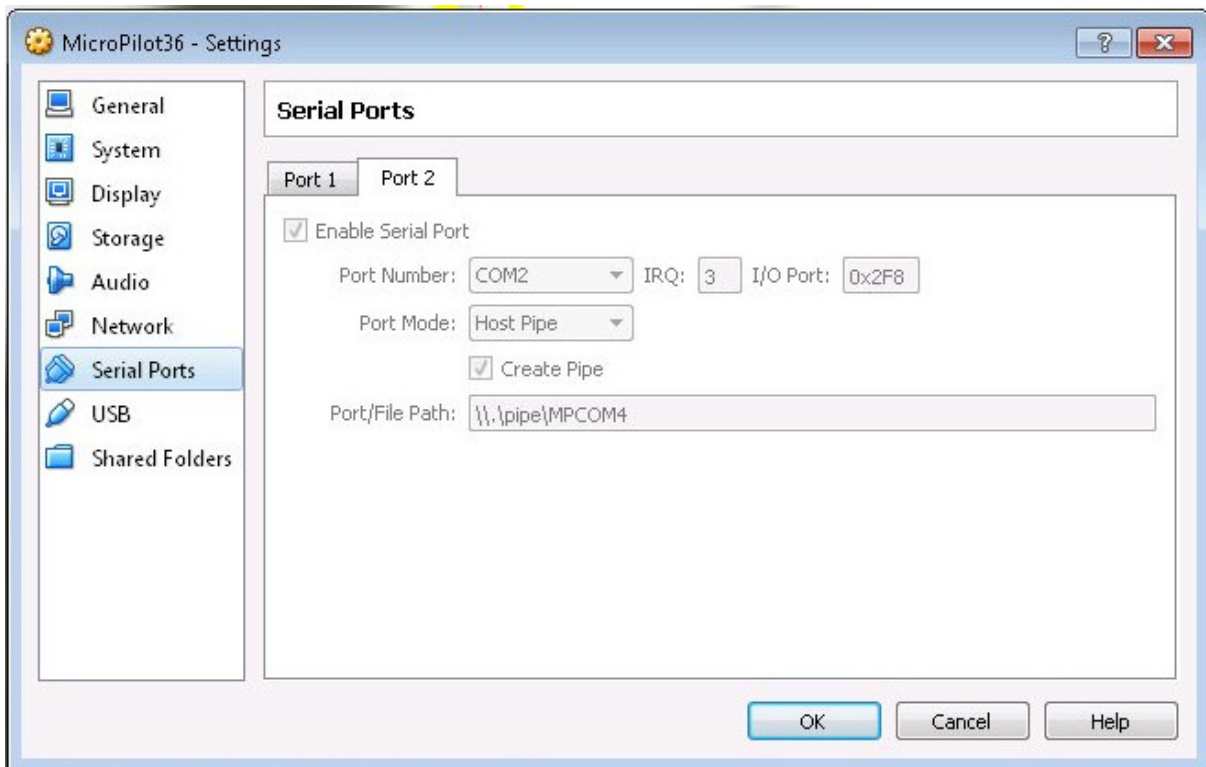 MicroPilot36 - Settings
General
System
Display
Storage
Audio
Network
Serial Ports
USB
Shared Folders
Serial Ports
Port 1 Port 2
Enable Serial Port
Port Number: COM2 IRQ: 3 I/O Port: 0x2F8
Port Mode: Host Pipe
Create Pipe
Port/File Path: \\.\pipe\MPCOM4
OK Cancel Help